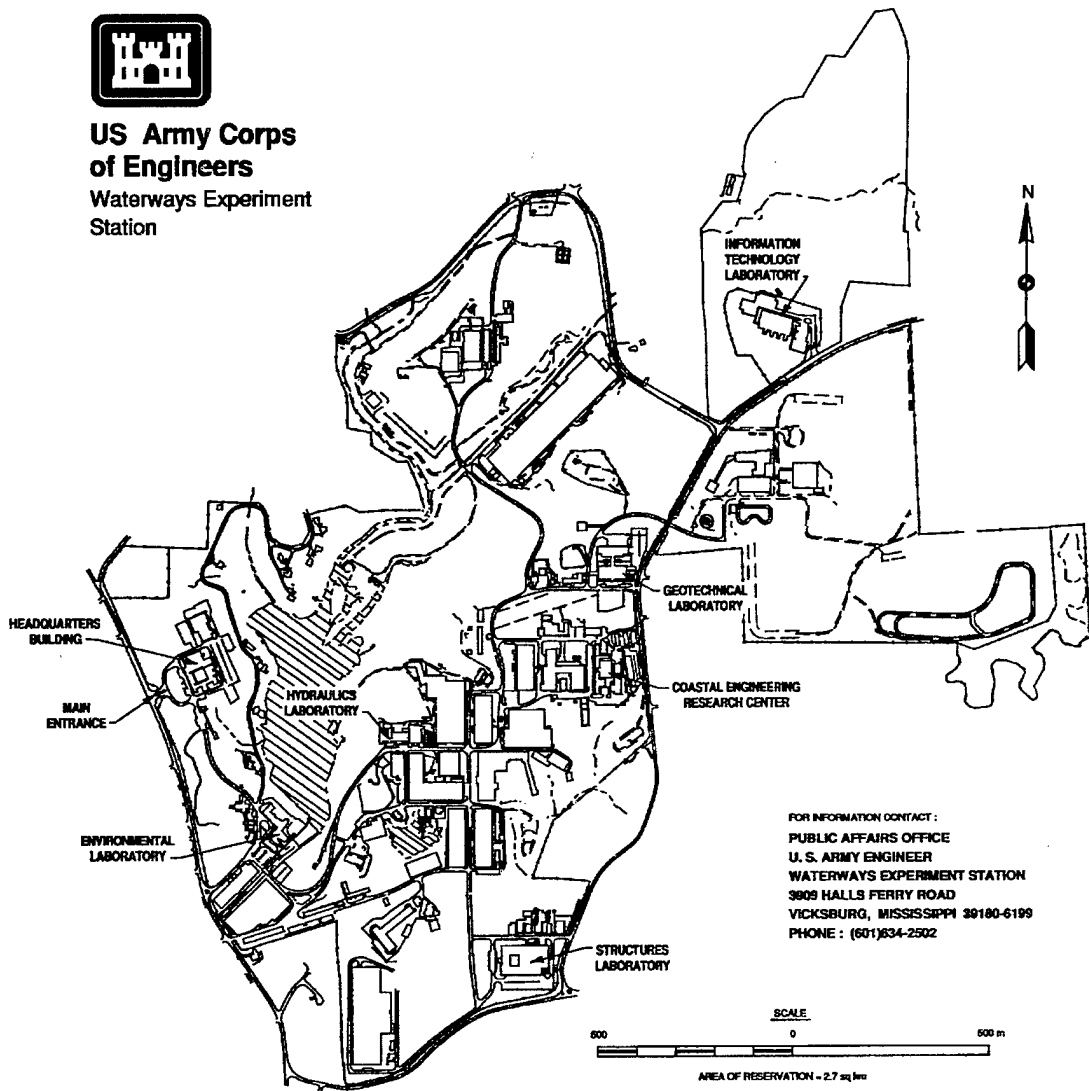 US Army Corps
of Engineers
Waterways Experiment
Station
N
INFORMATION
TECHNOLOGY
LABORATORY
GEOTECHNICAL
LABORATORY
HEADQUARTERS
BUILDING
MAIN
ENTRANCE
HYDRAULICS
LABORATORY
COASTAL ENGINEERING
RESEARCH CENTER
ENVIRONMENTAL
LABORATORY
STRUCTURES
LABORATORY
FOR INFORMATION CONTACT :
PUBLIC AFFAIRS OFFICE
U. S. ARMY ENGINEER
WATERWAYS EXPERIMENT STATION
3909 HALLS FERRY ROAD
VICKSBURG, MISSISSIPPI 39180-6199
PHONE : (601)634-2502
SCALE
500 0 500 m
AREA OF RESERVATION = 2.7 sq km